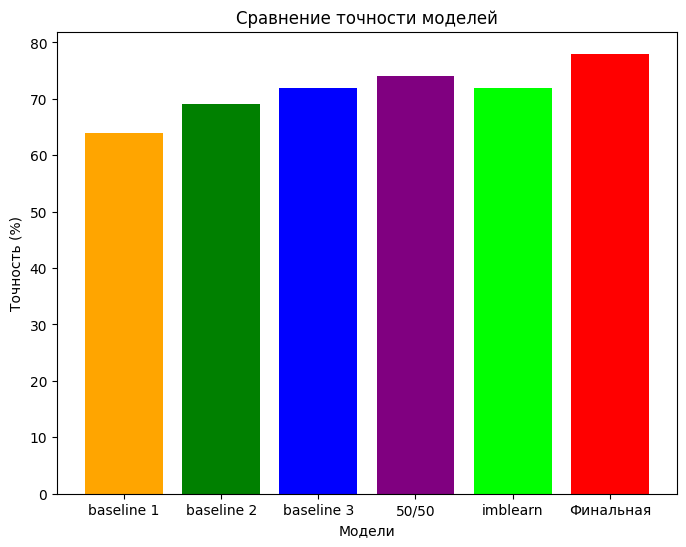 Сравнение точности моделей
Точность (%)
80
70
60
50
40
30
20
10
0
baseline 1 baseline 2 baseline 3 50/50 imblearn Финальная
Модели